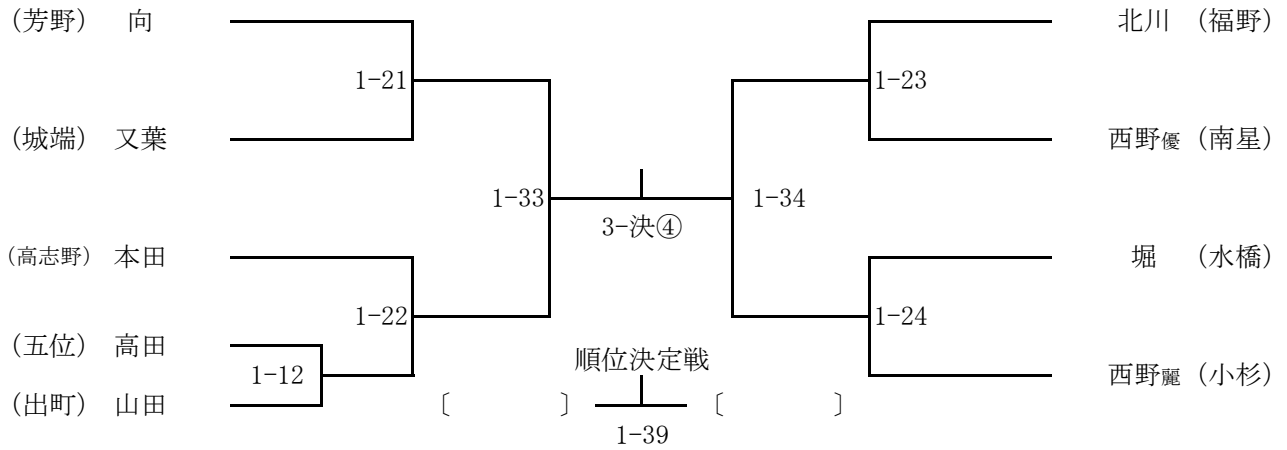 (芳野) 向 北川 (福野)
1-21 1-23
(城端) 又葉 西野優 (南星)
1-33 1-34
3-決④
(高志野) 本田 堀 (水橋)
1-22 1-24
(五位) 高田
順位決定戦
1-12 西野麗 (小杉)
(出町) 山田 〔 〕 〔 〕
1-39